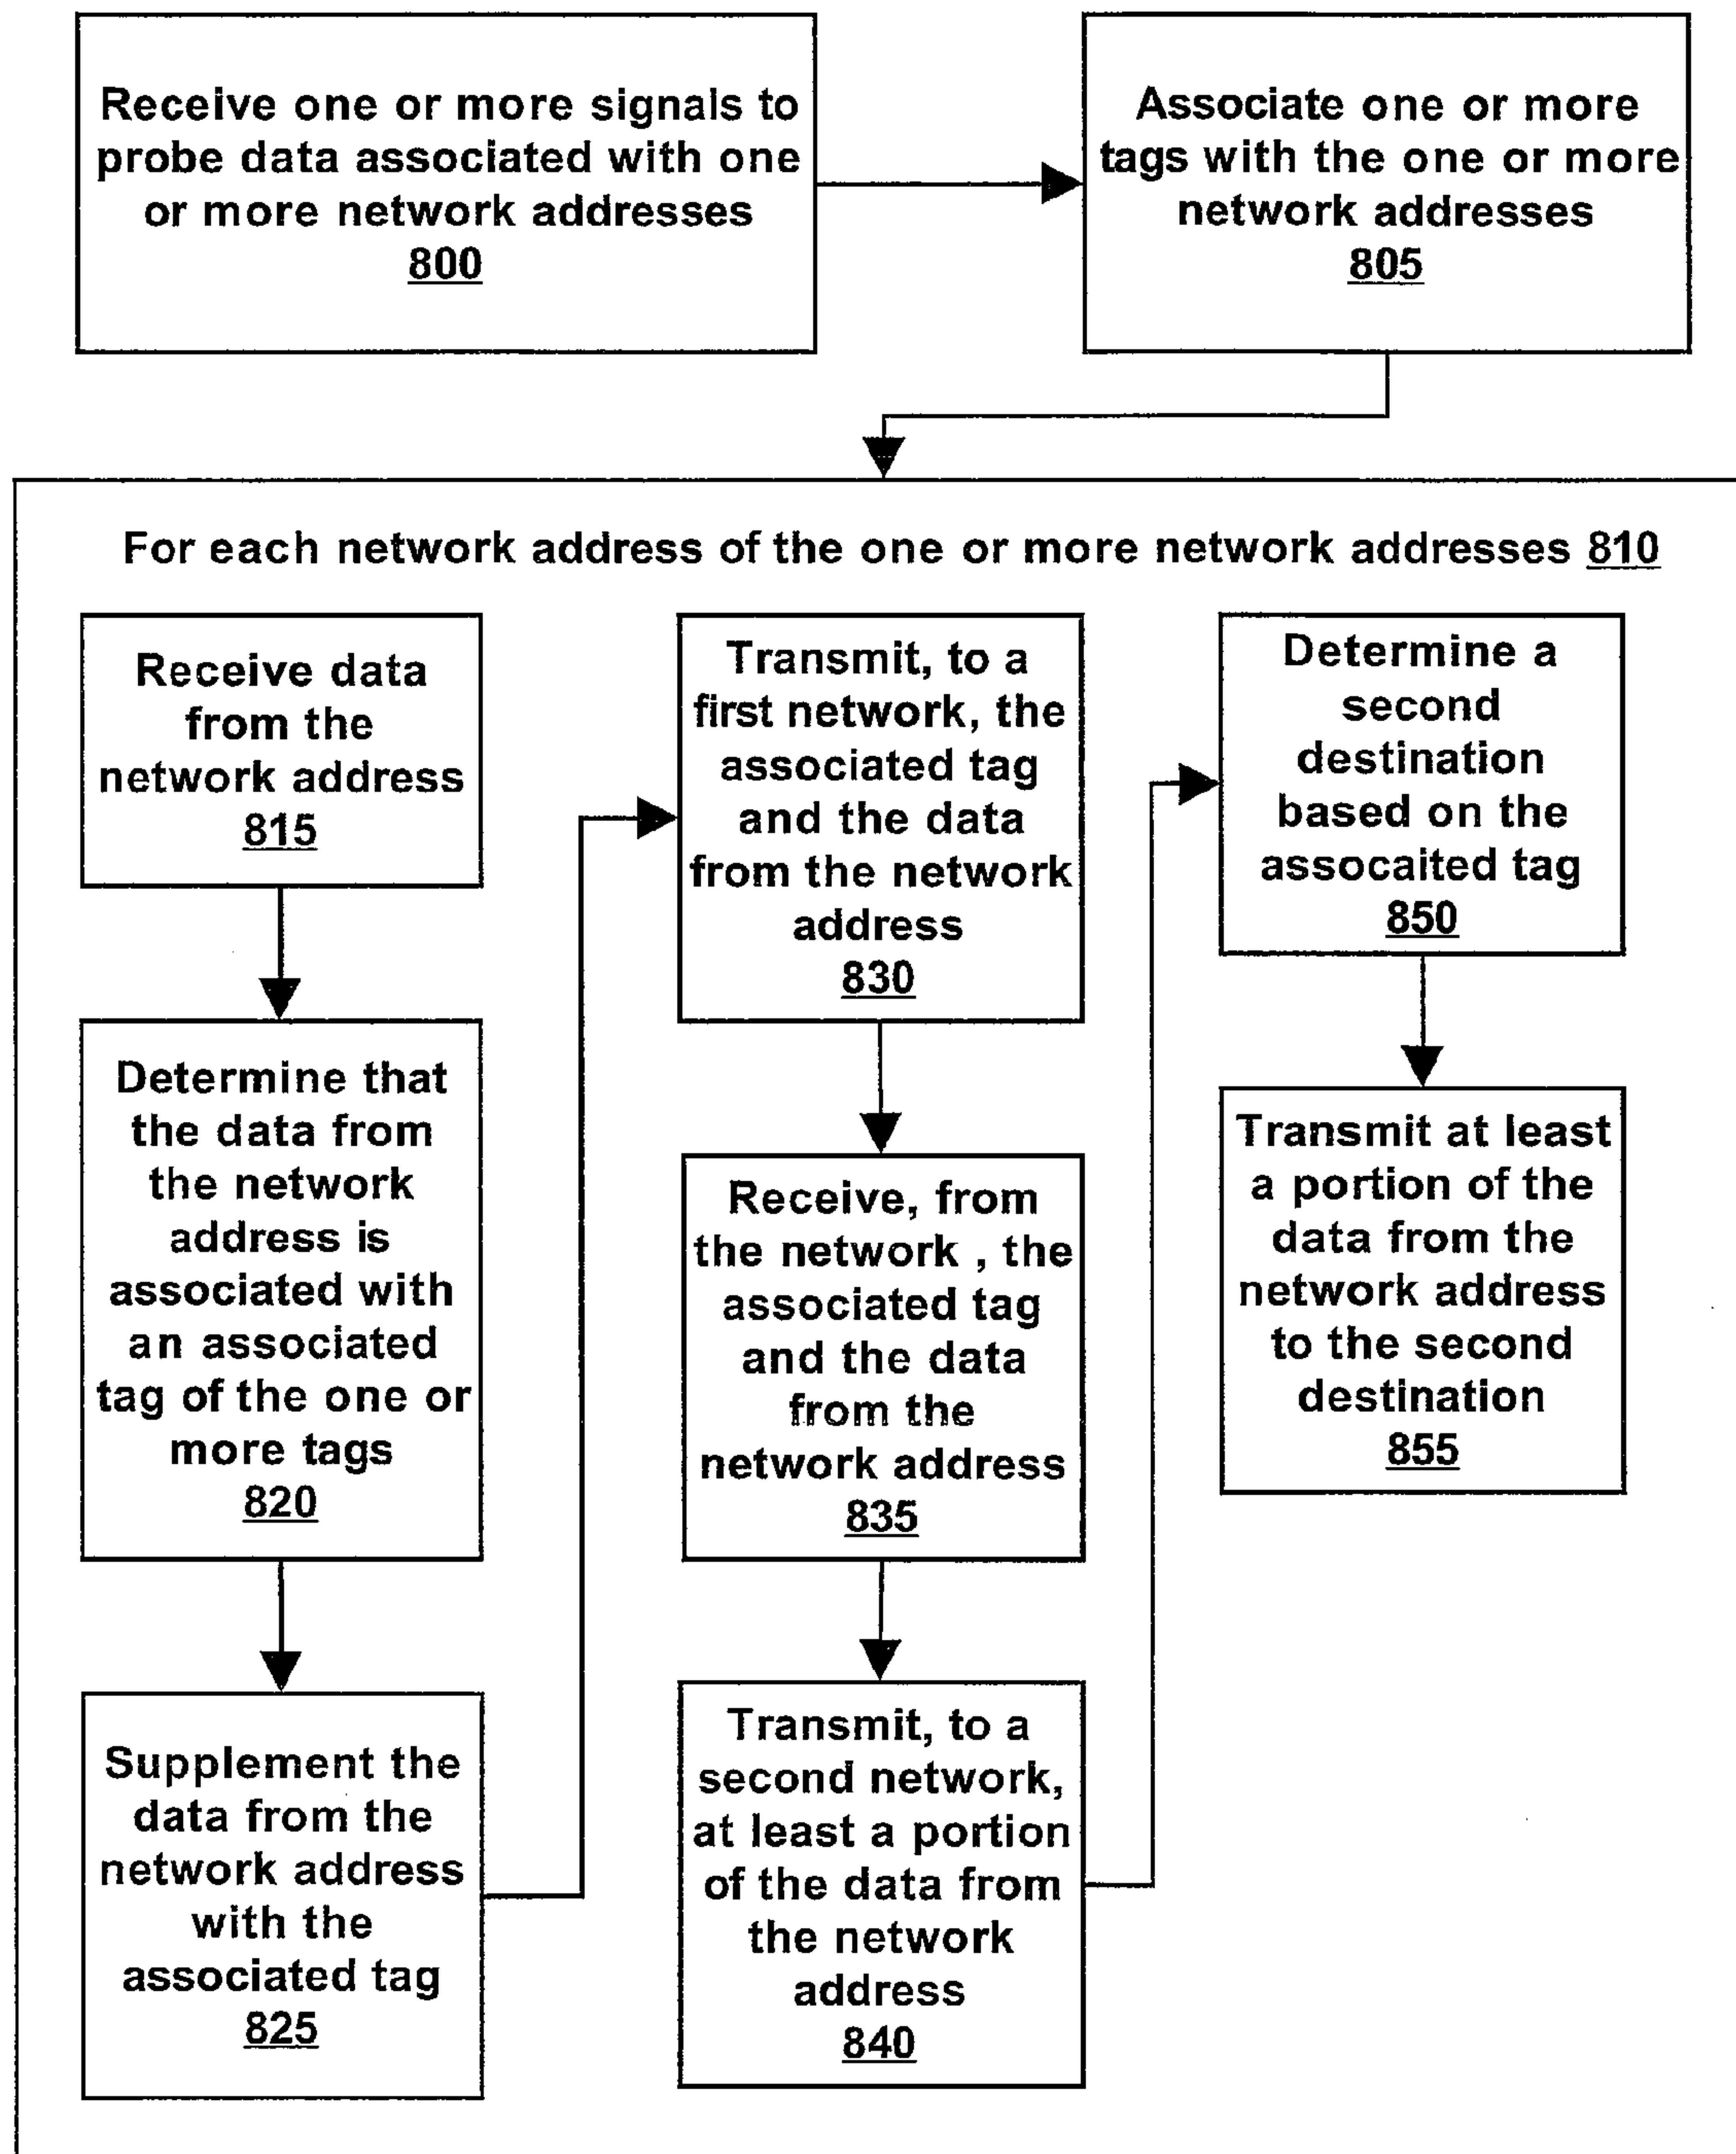 Receive one or more signals to
probe data associated with one
or more network addresses
800
Associate one or more
tags with the one or more
network addresses
805
For each network address of the one or more network addresses 810
Receive data
from the
network address
815
Determine that
the data from
the network
address is
associated with
an associated
tag of the one or
more tags
820
Supplement the
data from the
network address
with the
associated tag
825
Transmit, to a
first network, the
associated tag
and the data
from the network
address
830
Receive, from
the network , the
associated tag
and the data
from the
network address
835
Transmit, to a
second network,
at least a portion
of the data from
the network
address
840
Determine a
second
destination
based on the
assocaited tag
850
Transmit at least
a portion of the
data from the
network address
to the second
destination
855